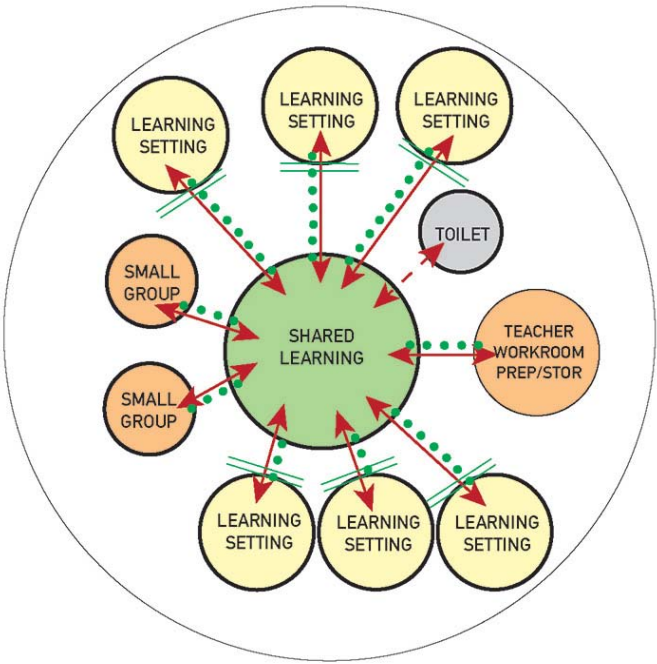 LEARNING
SETTING
LEARNING
SETTING
LEARNING
SETTING
TOILET
SMALL
GROUP
SHARED
LEARNING
TEACHER
WORKROOM
PREP/STOR
SMALL
GROUP
LEARNING
SETTING
LEARNING
SETTING
LEARNING
SETTING